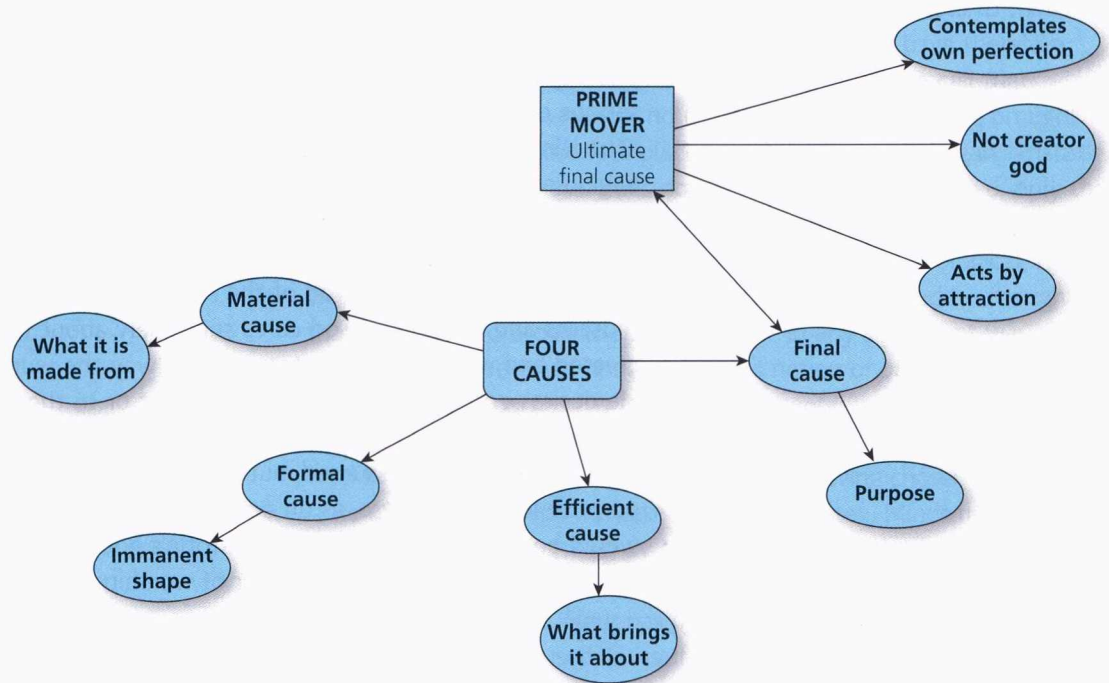 Contemplates
own perfection
PRIME
MOVER
Ultimate
final cause
Not creator
god
Acts by
attraction
Material
cause
What it is
made from
FOUR
CAUSES
Final
cause
Formal
cause
Purpose
Efficient
cause
Immanent
shape
What brings
it about